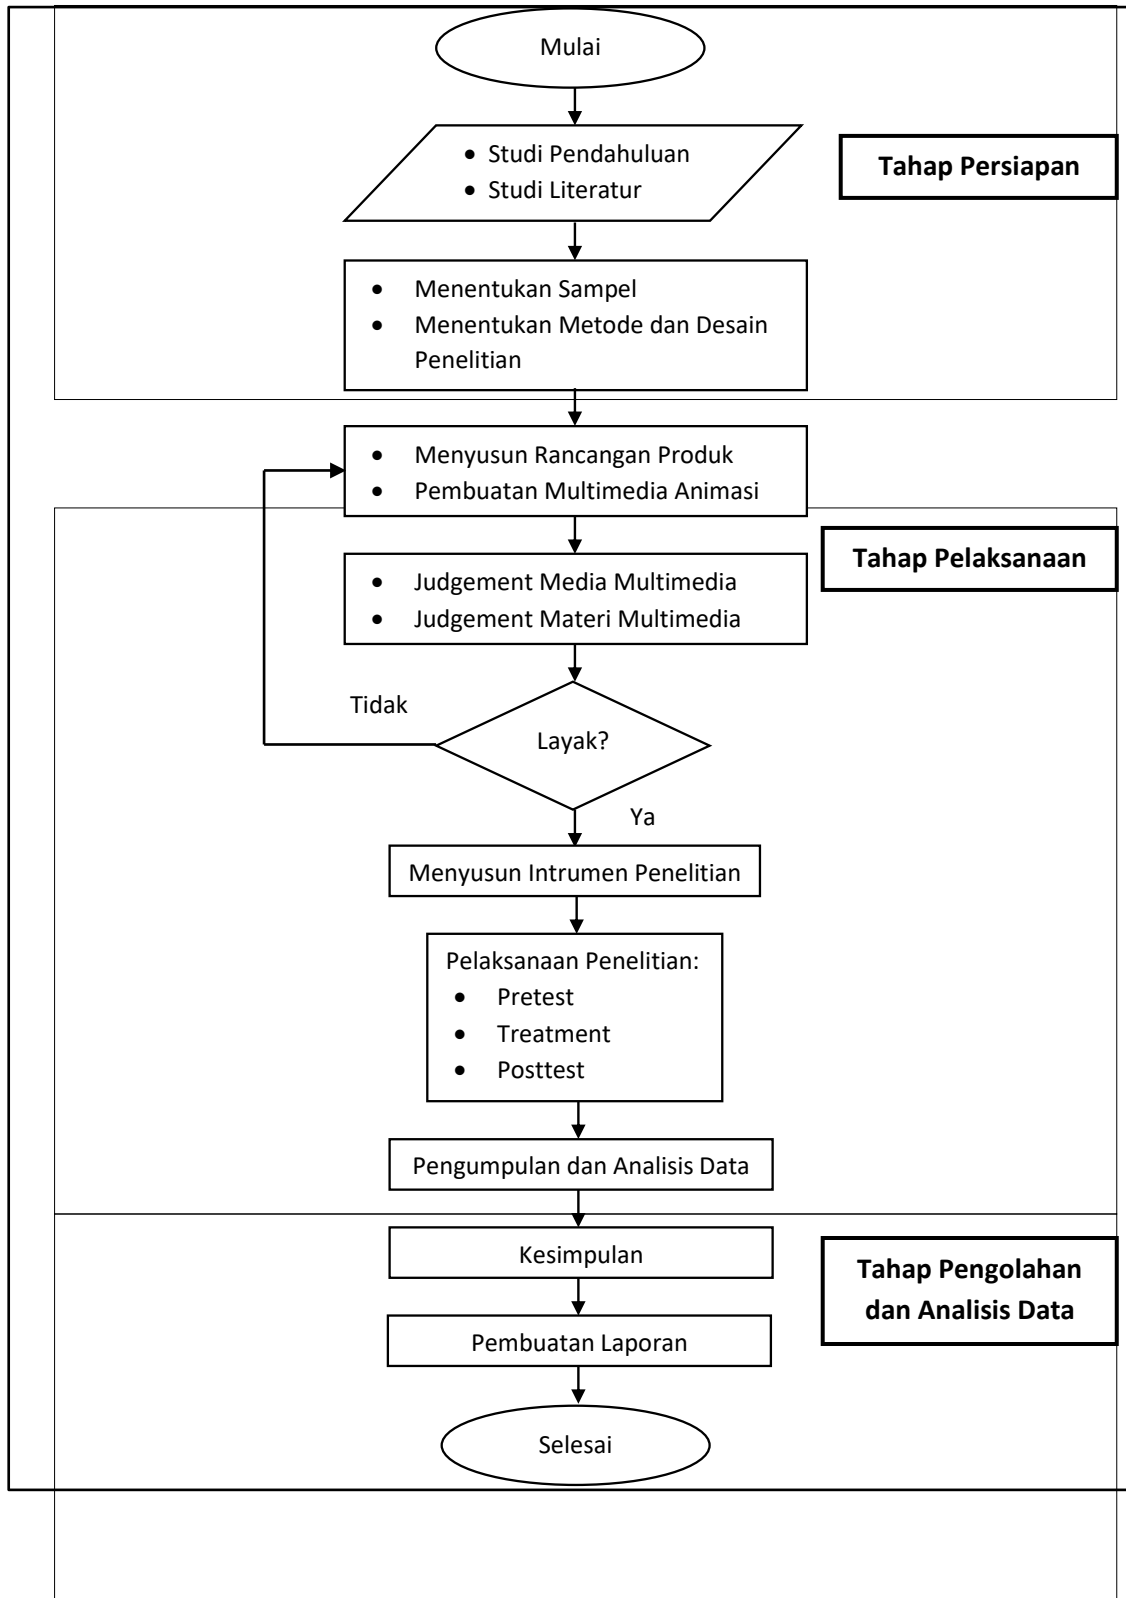 Mulai
• Studi Pendahuluan
• Studi Literatur
Tahap Persiapan
• Menentukan Sampel
• Menentukan Metode dan Desain
Penelitian
• Menyusun Rancangan Produk
• Pembuatan Multimedia Animasi
Tahap Pelaksanaan
• Judgement Media Multimedia
• Judgement Materi Multimedia
Tidak
Layak?
Ya
Menyusun Intrumen Penelitian
Pelaksanaan Penelitian:
• Pretest
• Treatment
• Posttest
Pengumpulan dan Analisis Data
Kesimpulan
Tahap Pengolahan
dan Analisis Data
Pembuatan Laporan
Selesai